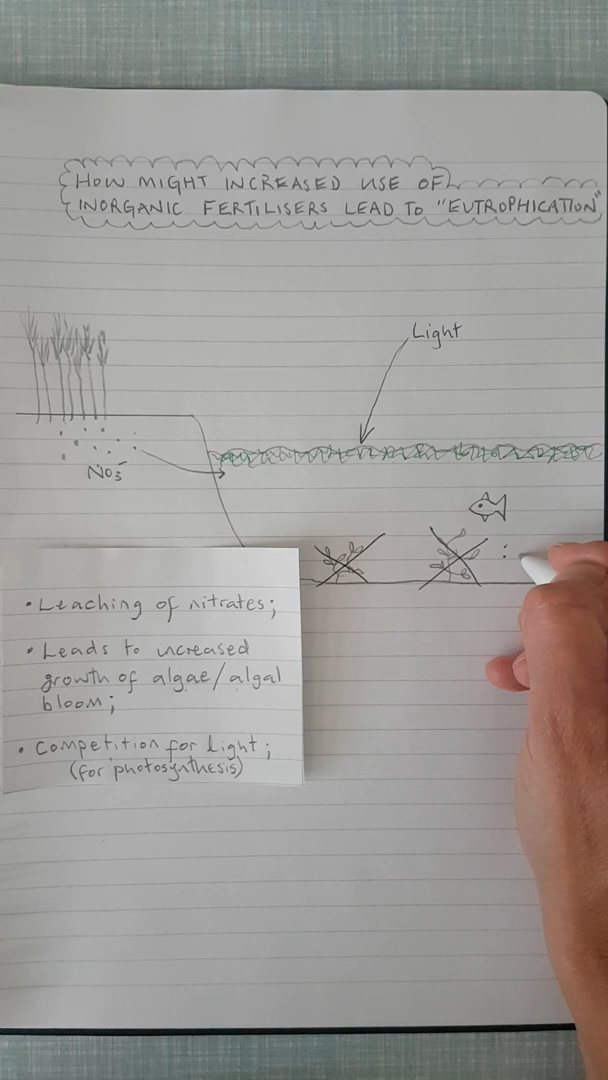 HOW MIGHT INCREASED USE OF
INORGANIC FERTILISERS LEAD TO "EUTROPHICATION"
Light
NO3-
• Leaching of nitrates;
• Leads to increased
growth of algae/algal
bloom;
• Competition for light;
(for photosynthesis)